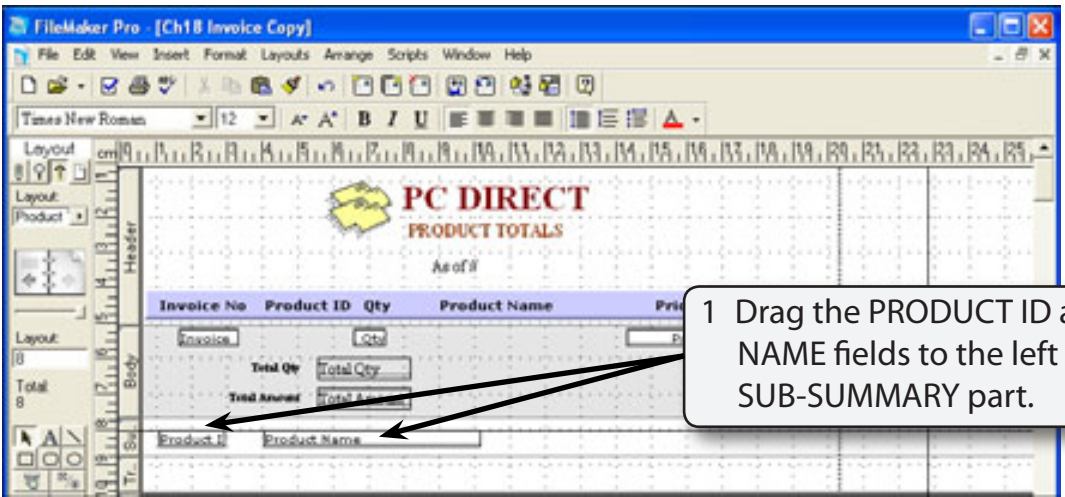 FileMaker Pro - [Ch18 Invoice Copy]
File Edit View Insert Format Layouts Arrange Scripts Window Help
Times New Roman 12 B I U A
Layout cm
Layout:
Product
Header
PC DIRECT
PRODUCT TOTALS
As of //
Invoice No Product ID Qty Product Name
1 Drag the PRODUCT ID
NAME fields to the left
SUB-SUMMARY part.
Layout:
8
Total:
8
Body
Invoice Qty
Total Qty Total Qty
Total Amount Total Amount
Product I Product Name